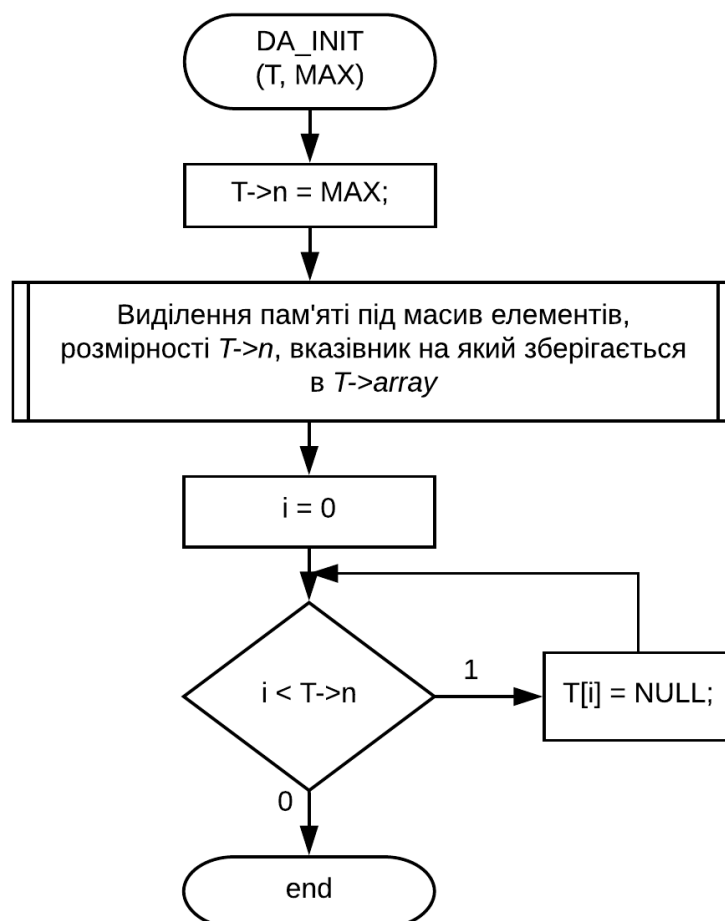 DA_INIT
(T, MAX)
T->n = MAX;
Виділення пам'яті під масив елементів,
розмірності T->n, вказівник на який зберігається
в T->array
i = 0
i < T->n
1
T[i] = NULL;
0
end